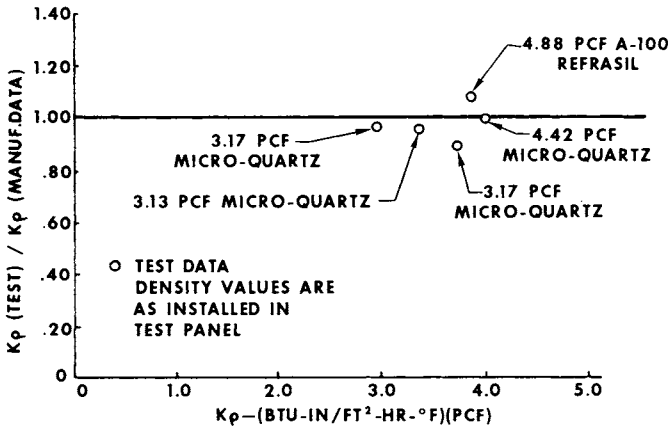 1.40
1.20
1.00
.80
.60
.40
.20
0
Kρ (TEST) / Kρ (MANUF.DATA)
4.88 PCF A-100
REFRASIL
3.17 PCF
MICRO-QUARTZ
4.42 PCF
MICRO-QUARTZ
3.13 PCF MICRO-QUARTZ
3.17 PCF
MICRO-QUARTZ
TEST DATA
DENSITY VALUES ARE
AS INSTALLED IN
TEST PANEL
0 1.0 2.0 3.0 4.0 5.0
Kρ—(BTU-IN/FT²-HR-°F)(PCF)